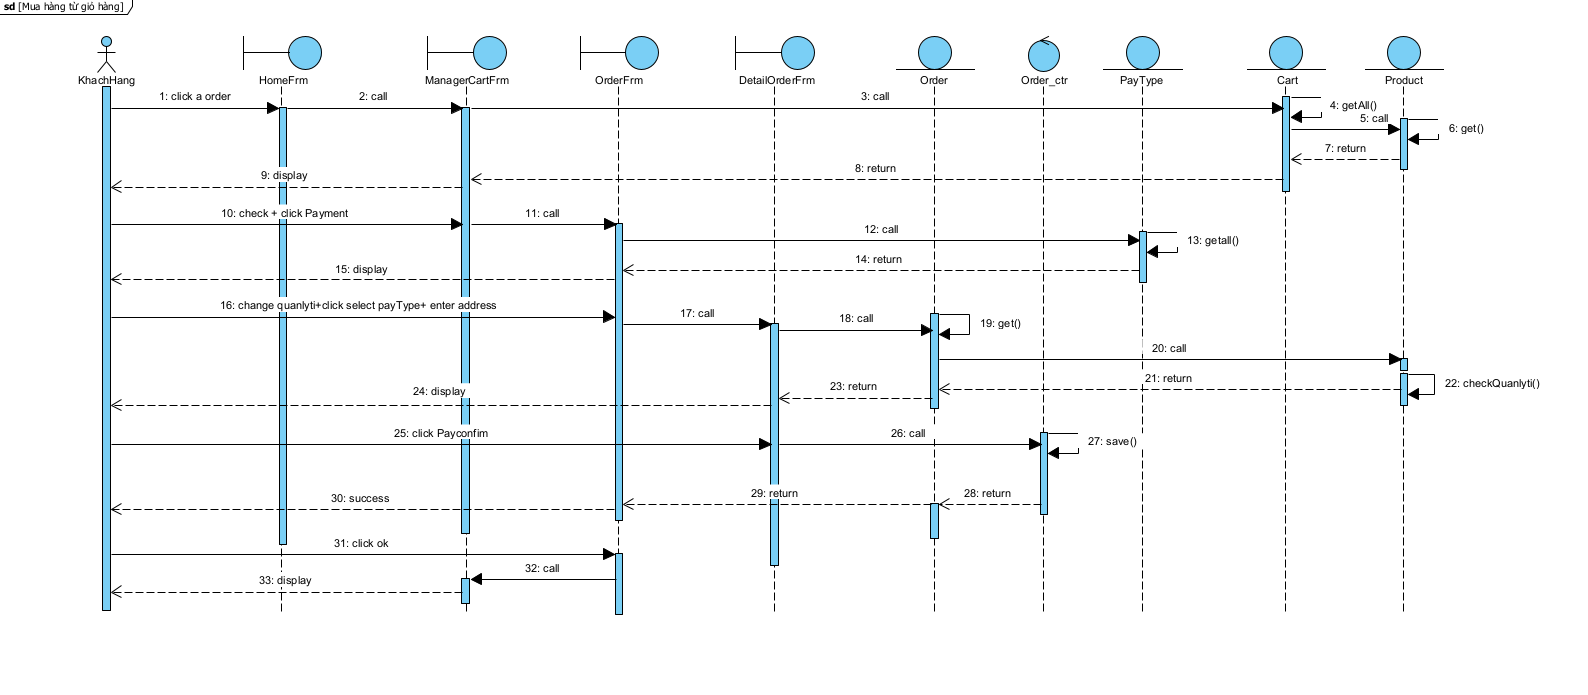 sd [Mua hàng từ giỏ hàng]
KhachHang
HomeFrm
ManagerCartFrm
OrderFrm
DetailOrderFrm
Order
Order_ctr
PayType
Cart
Product
1: click a order
2: call
3: call
4: getAll()
5: call
6: get()
7: return
8: return
9: display
10: check + click Payment
11: call
12: call
13: getall()
14: return
15: display
16: change quanlyti+click select payType+ enter address
17: call
18: call
19: get()
20: call
21: return
22: checkQuanlyti()
23: return
24: display
25: click Payconfim
26: call
27: save()
28: return
29: return
30: success
31: click ok
32: call
33: display